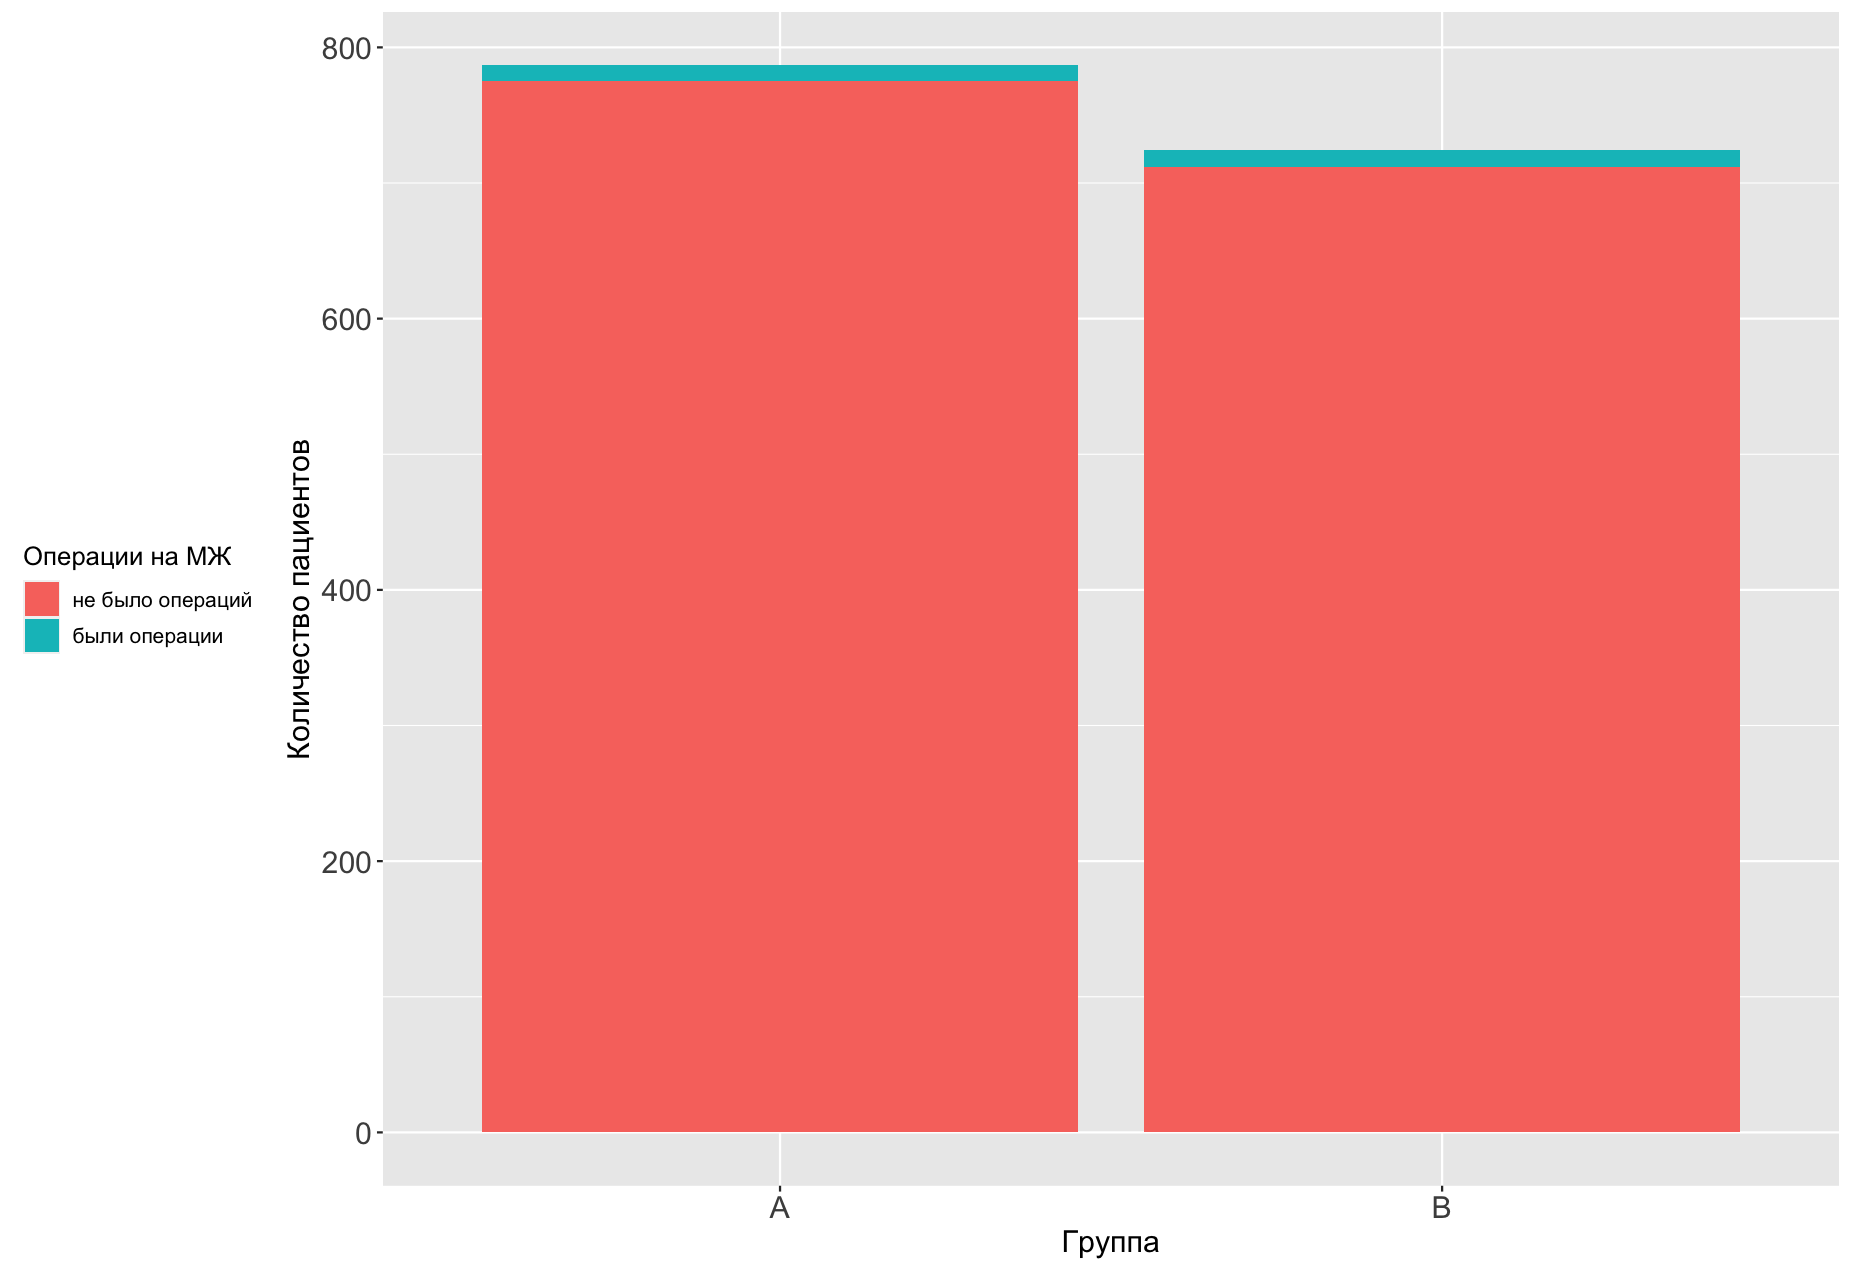 Операции на МЖ
не было операций
были операции
Количество пациентов
800
600
400
200
0
A
B
Группа